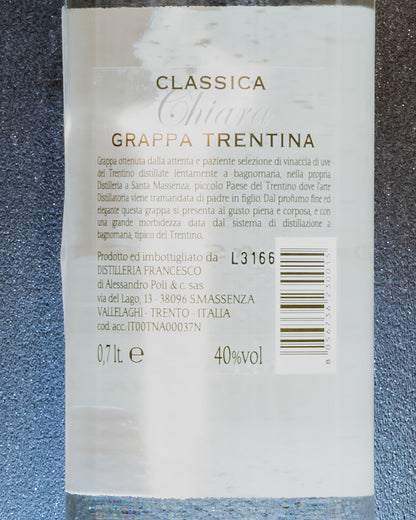 CLASSICA
Chiara
GRAPPA TRENTINA
Grappa ottenuta dalla attenta e paziente selezione di vinaccia di uve
del Trentino distillate lentamente a bagnomaria, nella propria
Distilleria a Santa Massenza, piccolo Paese del Trentino dove l'arte
Distillatoria viene tramandata di padre in figlio. Dal profumo fine ed
elegante questa grappa si presenta al gusto piena e corposa, e con
una grande morbidezza data dal sistema di distillazione a
bagnomaria, tipico del Trentino.
Prodotto ed imbottigliato da L3166
DISTILLERIA FRANCESCO
di Alessandro Poli & c. sas
via del Lago, 13 - 38096 S.MASSENZA
VALLELAGHI - TRENTO - ITALIA
cod. acc. IT00TNA00037N
0,7 lt. e 40%vol
8 056736 230015